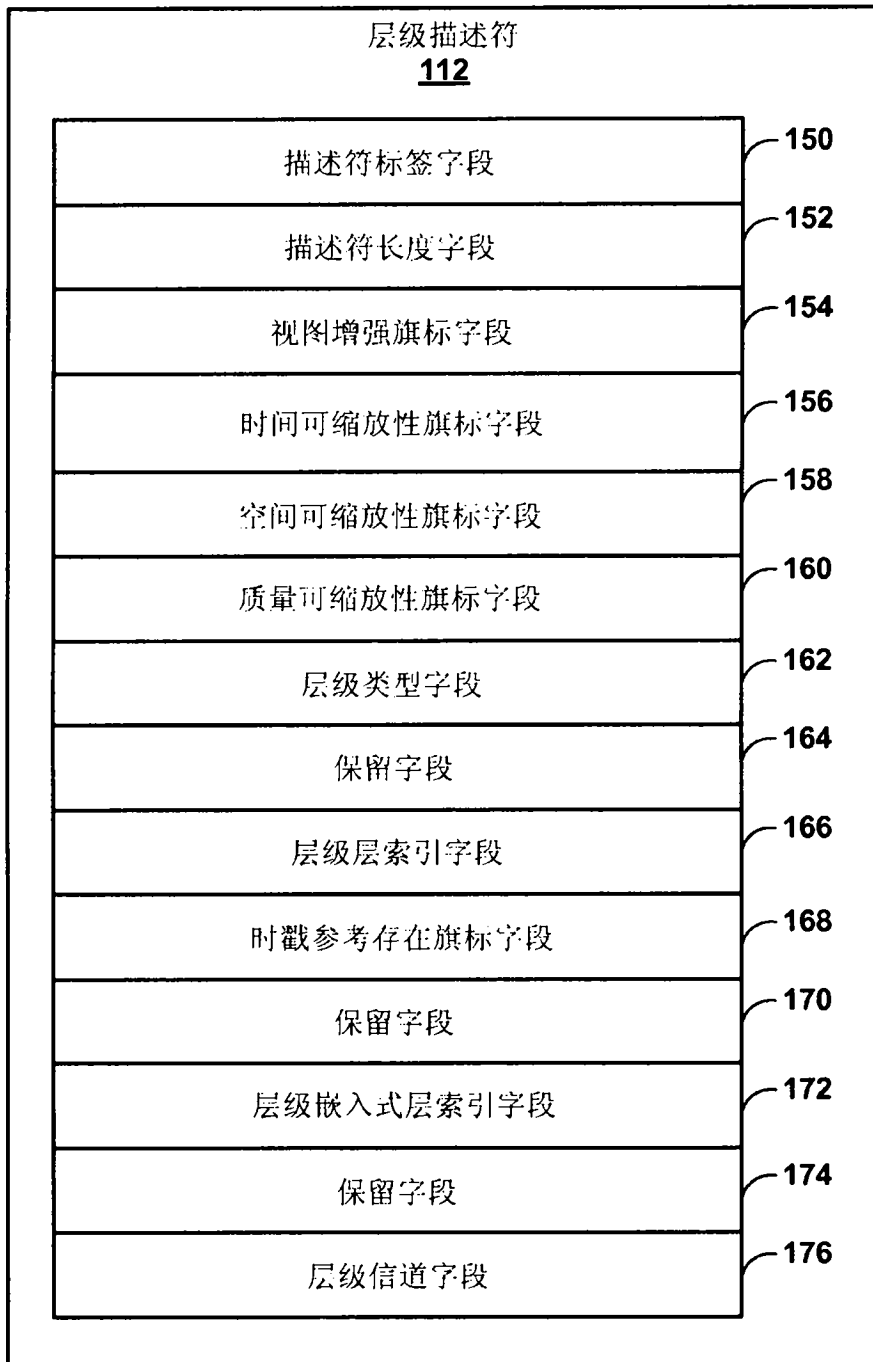 层级描述符
112
描述符标签字段
150
描述符长度字段
152
视图增强旗标字段
154
时间可缩放性旗标字段
156
空间可缩放性旗标字段
158
质量可缩放性旗标字段
160
层级类型字段
162
保留字段
164
层级层索引字段
166
时戳参考存在旗标字段
168
保留字段
170
层级嵌入式层索引字段
172
保留字段
174
层级信道字段
176